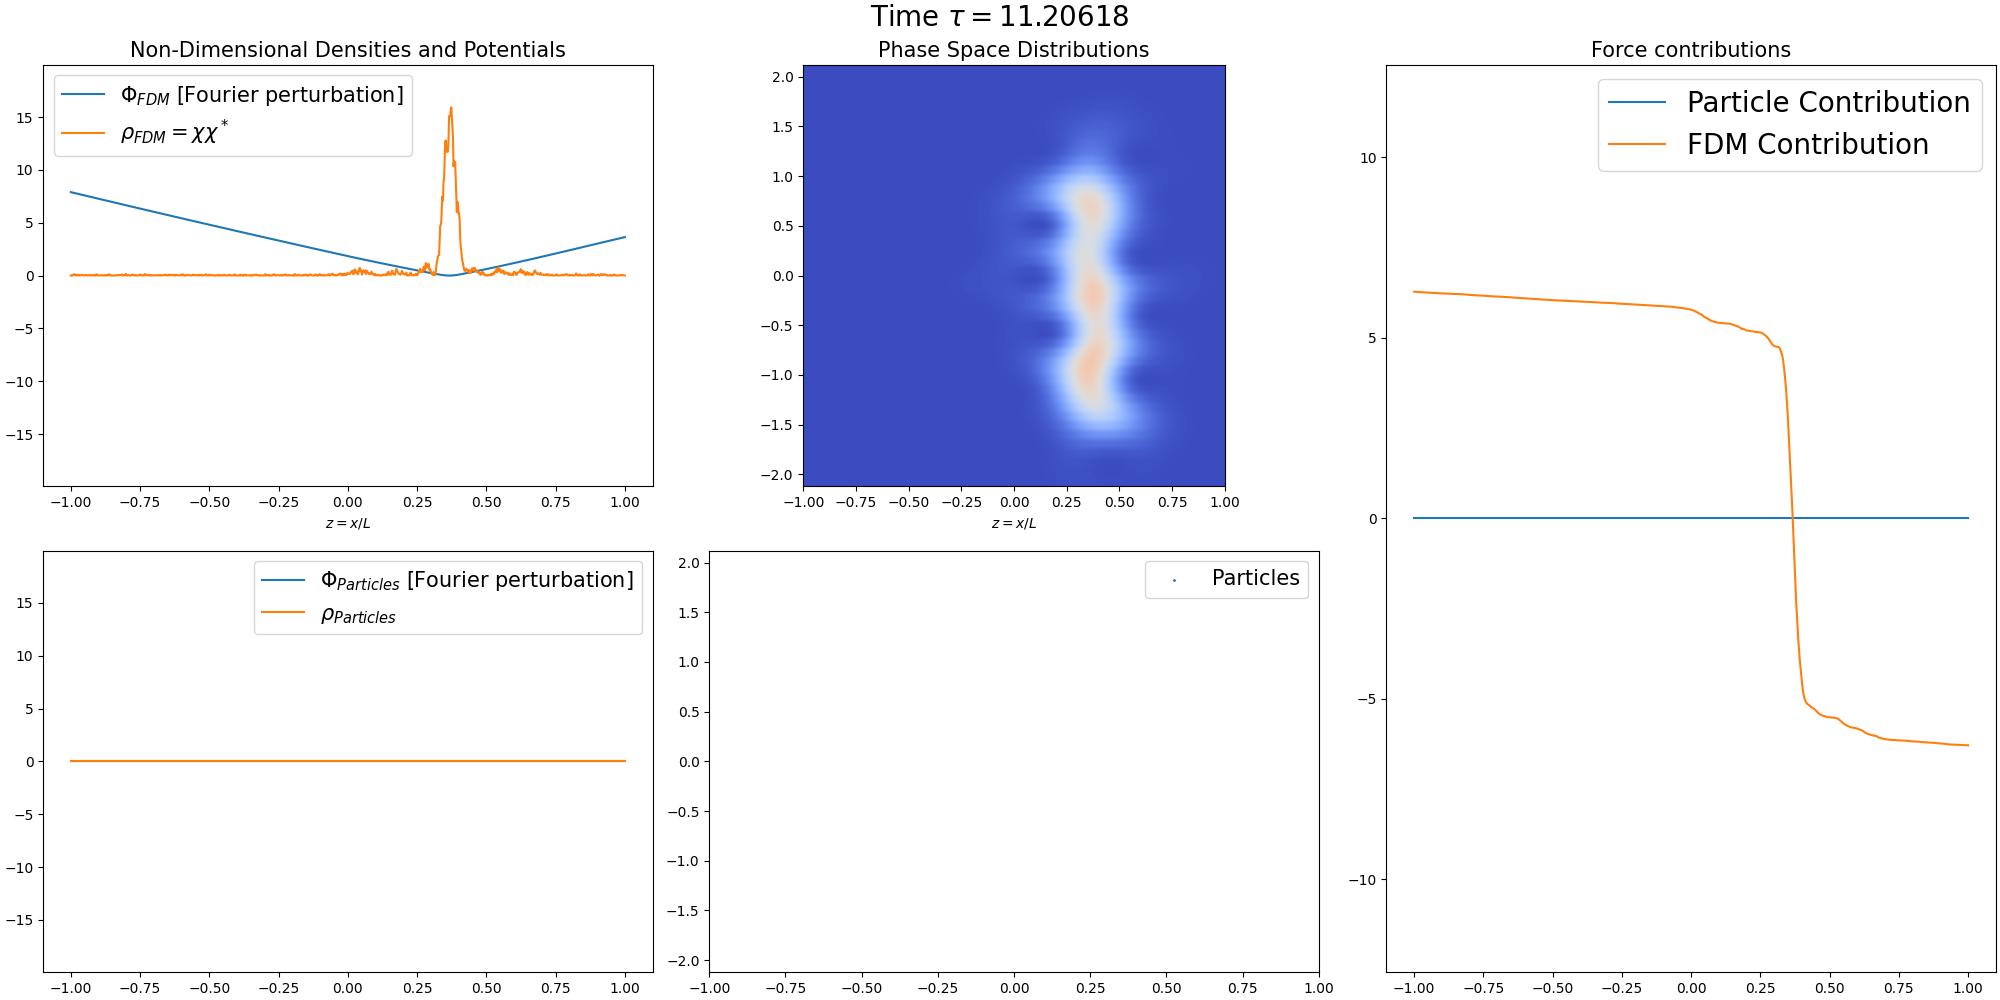 Time τ = 11.20618
Non-Dimensional Densities and Potentials
Φ_FDM [Fourier perturbation]
ρ_FDM = χχ*
15
10
5
0
−5
−10
−15
−1.00 −0.75 −0.50 −0.25 0.00 0.25 0.50 0.75 1.00
z = x/L
Phase Space Distributions
2.0
1.5
1.0
0.5
0.0
−0.5
−1.0
−1.5
−2.0
−1.00 −0.75 −0.50 −0.25 0.00 0.25 0.50 0.75 1.00
z = x/L
Force contributions
Particle Contribution
FDM Contribution
10
5
0
−5
−10
−1.00 −0.75 −0.50 −0.25 0.00 0.25 0.50 0.75 1.00
Φ_Particles [Fourier perturbation]
ρ_Particles
15
10
5
0
−5
−10
−15
−1.00 −0.75 −0.50 −0.25 0.00 0.25 0.50 0.75 1.00
Particles
2.0
1.5
1.0
0.5
0.0
−0.5
−1.0
−1.5
−2.0
−1.00 −0.75 −0.50 −0.25 0.00 0.25 0.50 0.75 1.00